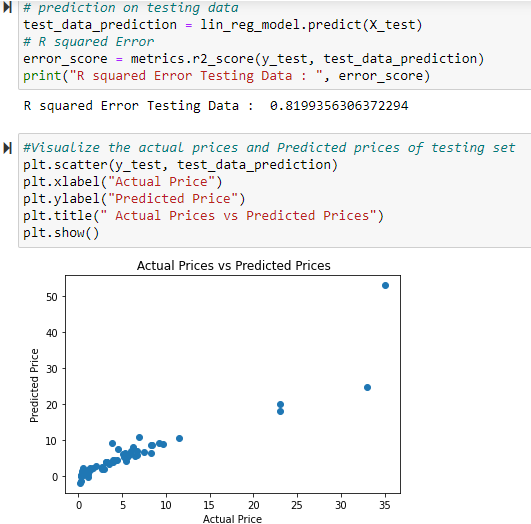 # prediction on testing data
test_data_prediction = lin_reg_model.predict(X_test)
# R squared Error
error_score = metrics.r2_score(y_test, test_data_prediction)
print("R squared Error Testing Data : ", error_score)
R squared Error Testing Data :  0.8199356306372294
#Visualize the actual prices and Predicted prices of testing set
plt.scatter(y_test, test_data_prediction)
plt.xlabel("Actual Price")
plt.ylabel("Predicted Price")
plt.title(" Actual Prices vs Predicted Prices")
plt.show()
Actual Prices vs Predicted Prices
Predicted Price
50
40
30
20
10
0
0 5 10 15 20 25 30 35
Actual Price